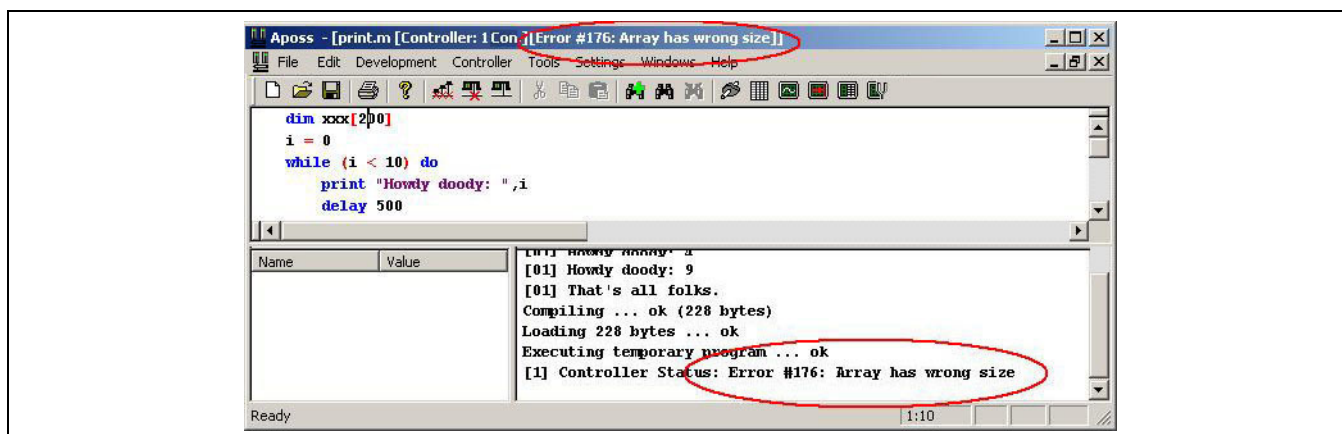 Aposs - [print.m [Controller: 1 Con.][Error #176: Array has wrong size]]
File Edit Development Controller Tools Settings Windows Help
dim xxx[200]
i = 0
while (i < 10) do
print "Howdy doody: ",i
delay 500
Name Value
[01] Howdy doody:
[01] Howdy doody: 9
[01] That's all folks.
Compiling ... ok (228 bytes)
Loading 228 bytes ... ok
Executing temporary program ... ok
[1] Controller Status: Error #176: Array has wrong size
Ready 1:10